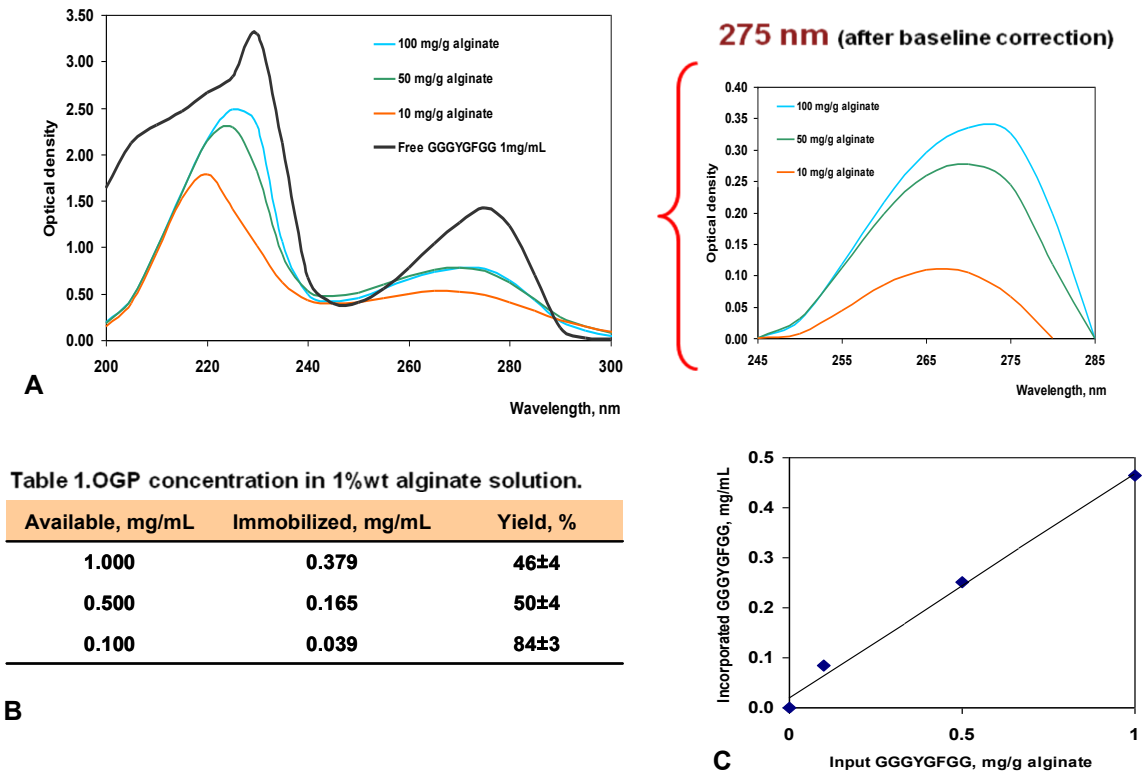 3.50
3.00
2.50
2.00
1.50
1.00
0.50
0.00
Optical density
200 220 240 260 280 300
Wavelength, nm
100 mg/g alginate
50 mg/g alginate
10 mg/g alginate
Free GGGYGFGG 1mg/mL
A
275 nm (after baseline correction)
0.40
0.35
0.30
0.25
0.20
0.15
0.10
0.05
0.00
Optical density
245 255 265 275 285
Wavelength, nm
100 mg/g alginate
50 mg/g alginate
10 mg/g alginate
Table 1.OGP concentration in 1%wt alginate solution.
Available, mg/mL Immobilized, mg/mL Yield, %
1.000 0.379 46±4
0.500 0.165 50±4
0.100 0.039 84±3
B
0.5
0.4
0.3
0.2
0.1
0.0
Incorporated GGGYGFGG, mg/mL
0 0.5 1
Input GGGYGFGG, mg/g alginate
C